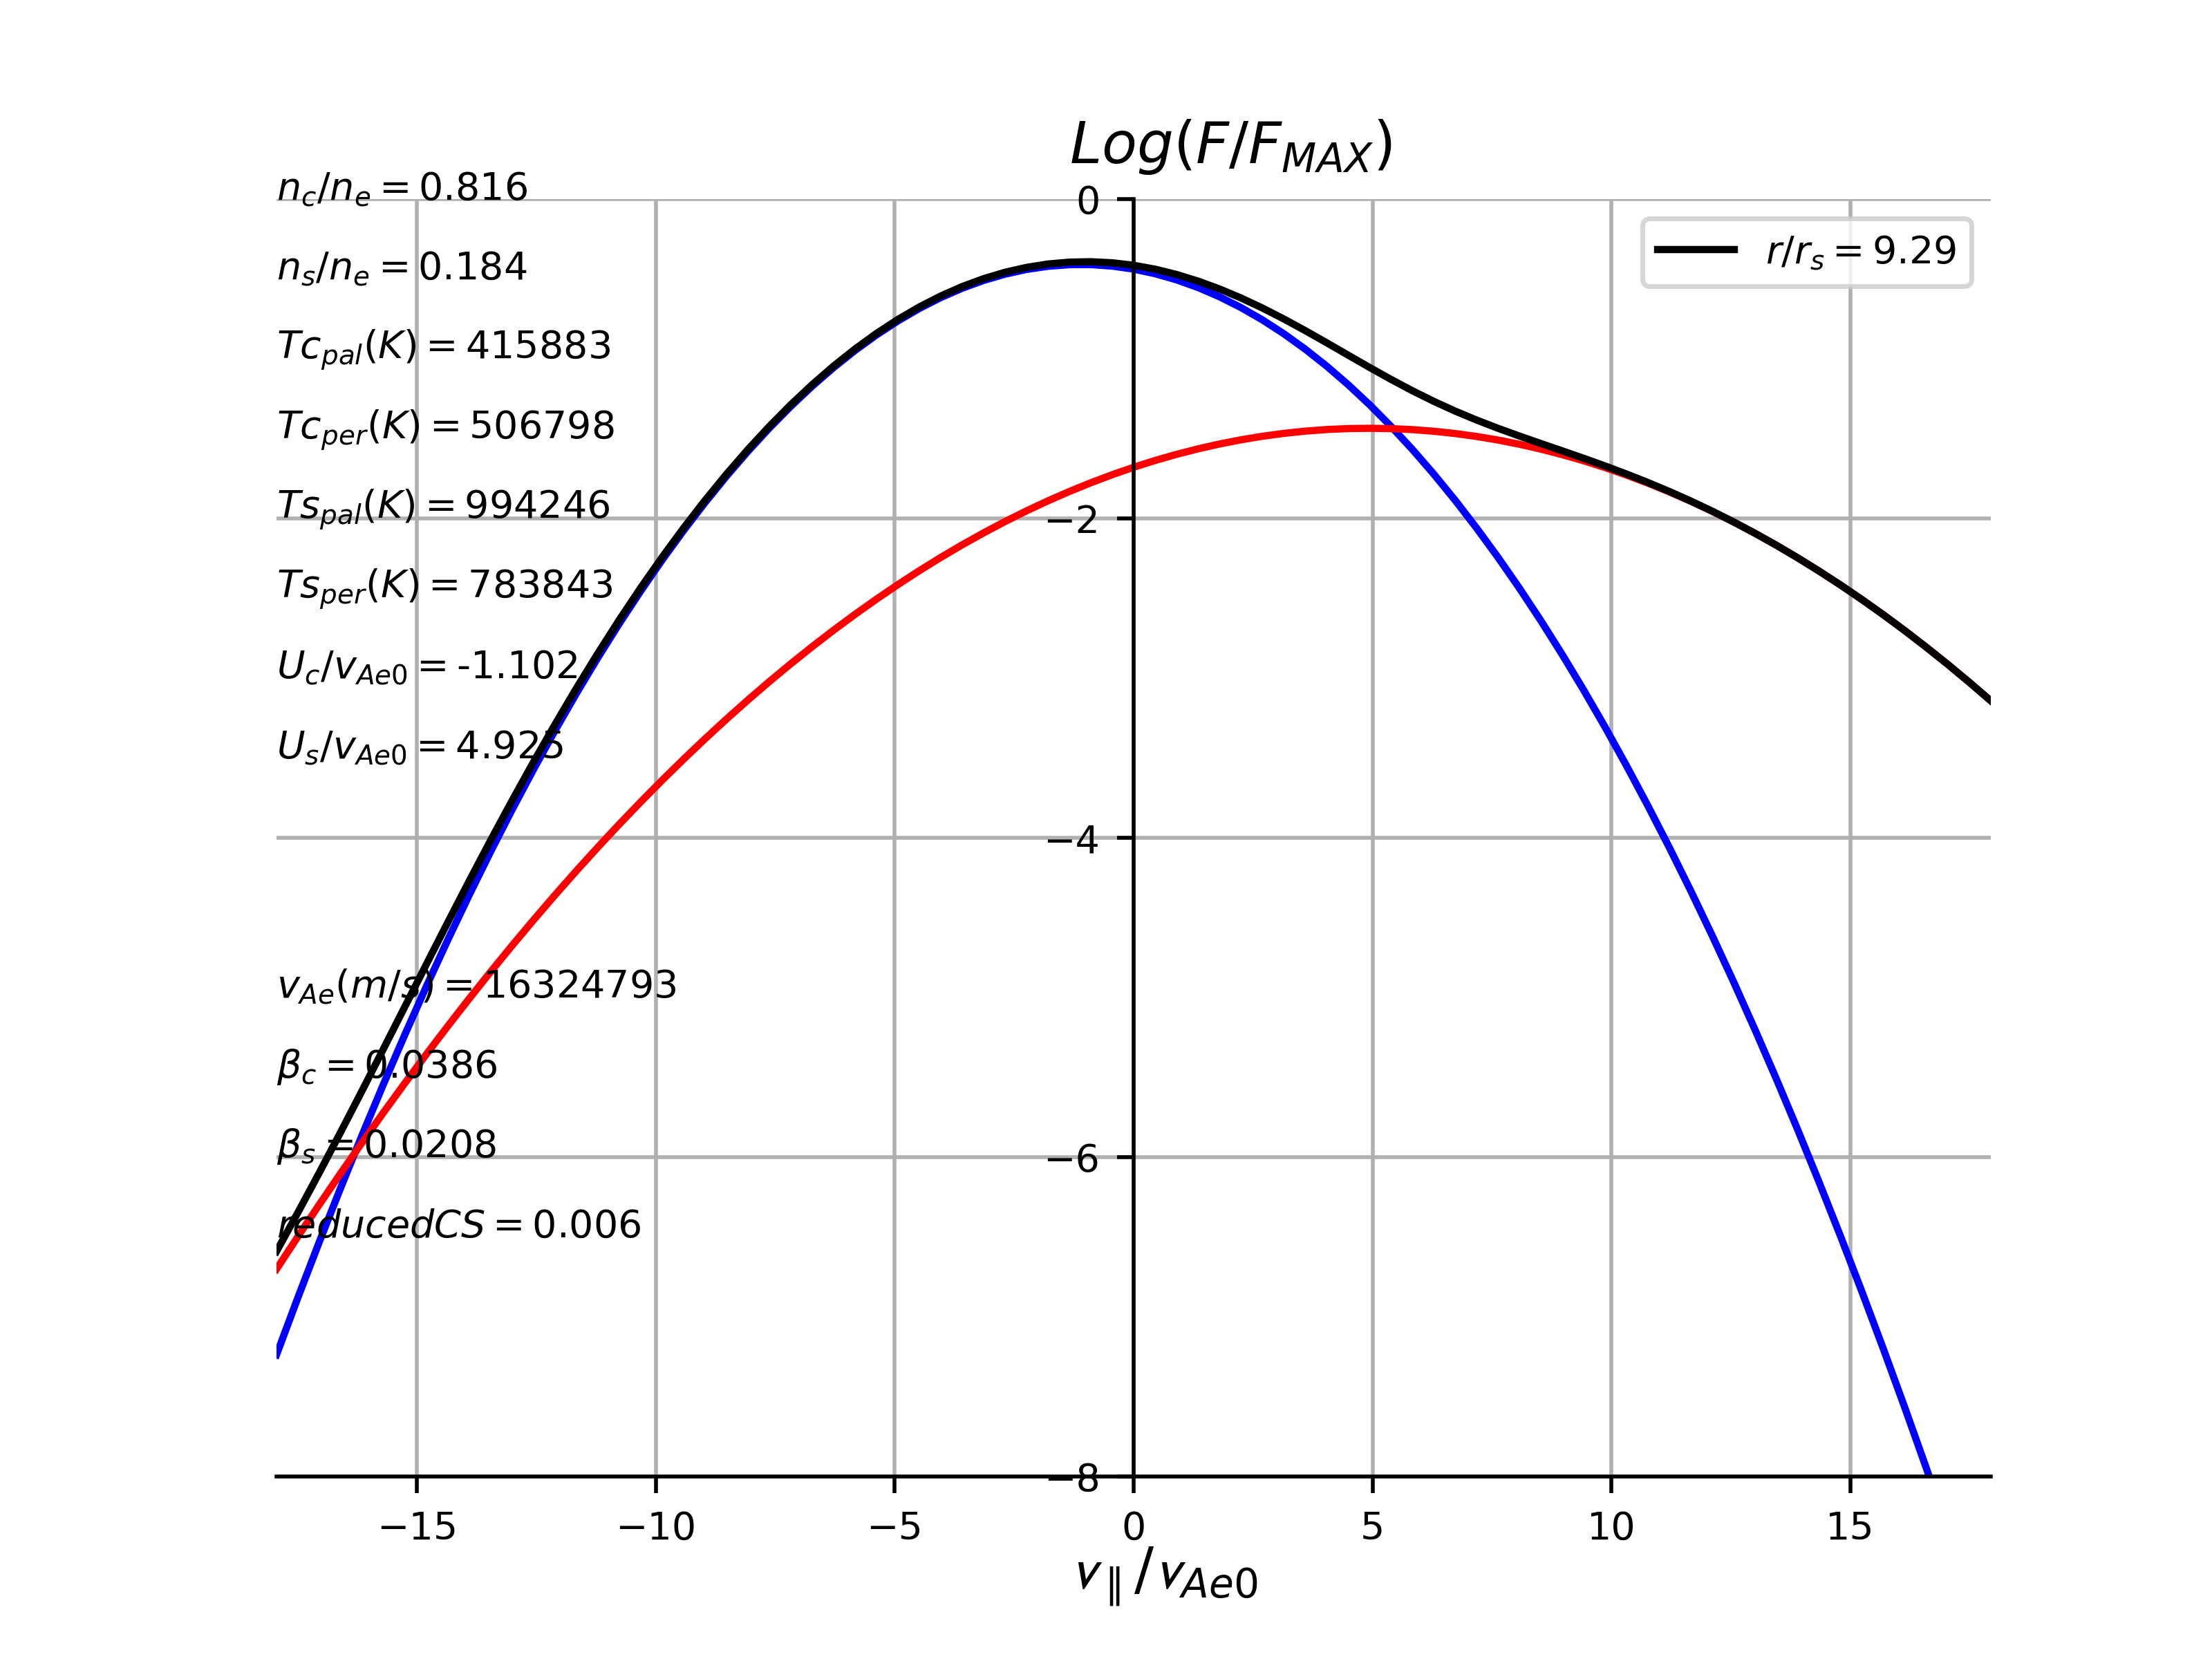 Log(F/F_MAX)
n_c/n_e = 0.816
n_s/n_e = 0.184
Tc_pal(K) = 415883
Tc_per(K) = 506798
Ts_pal(K) = 994246
Ts_per(K) = 783843
U_c/v_Ae0 = -1.102
U_s/v_Ae0 = 4.925
v_Ae(m/s) = 16324793
β_c = 0.0386
β_s = 0.0208
reducedCS = 0.006
r/r_s = 9.29
0
−2
−4
−6
−8
−15 −10 −5 0 5 10 15
v_∥/v_Ae0